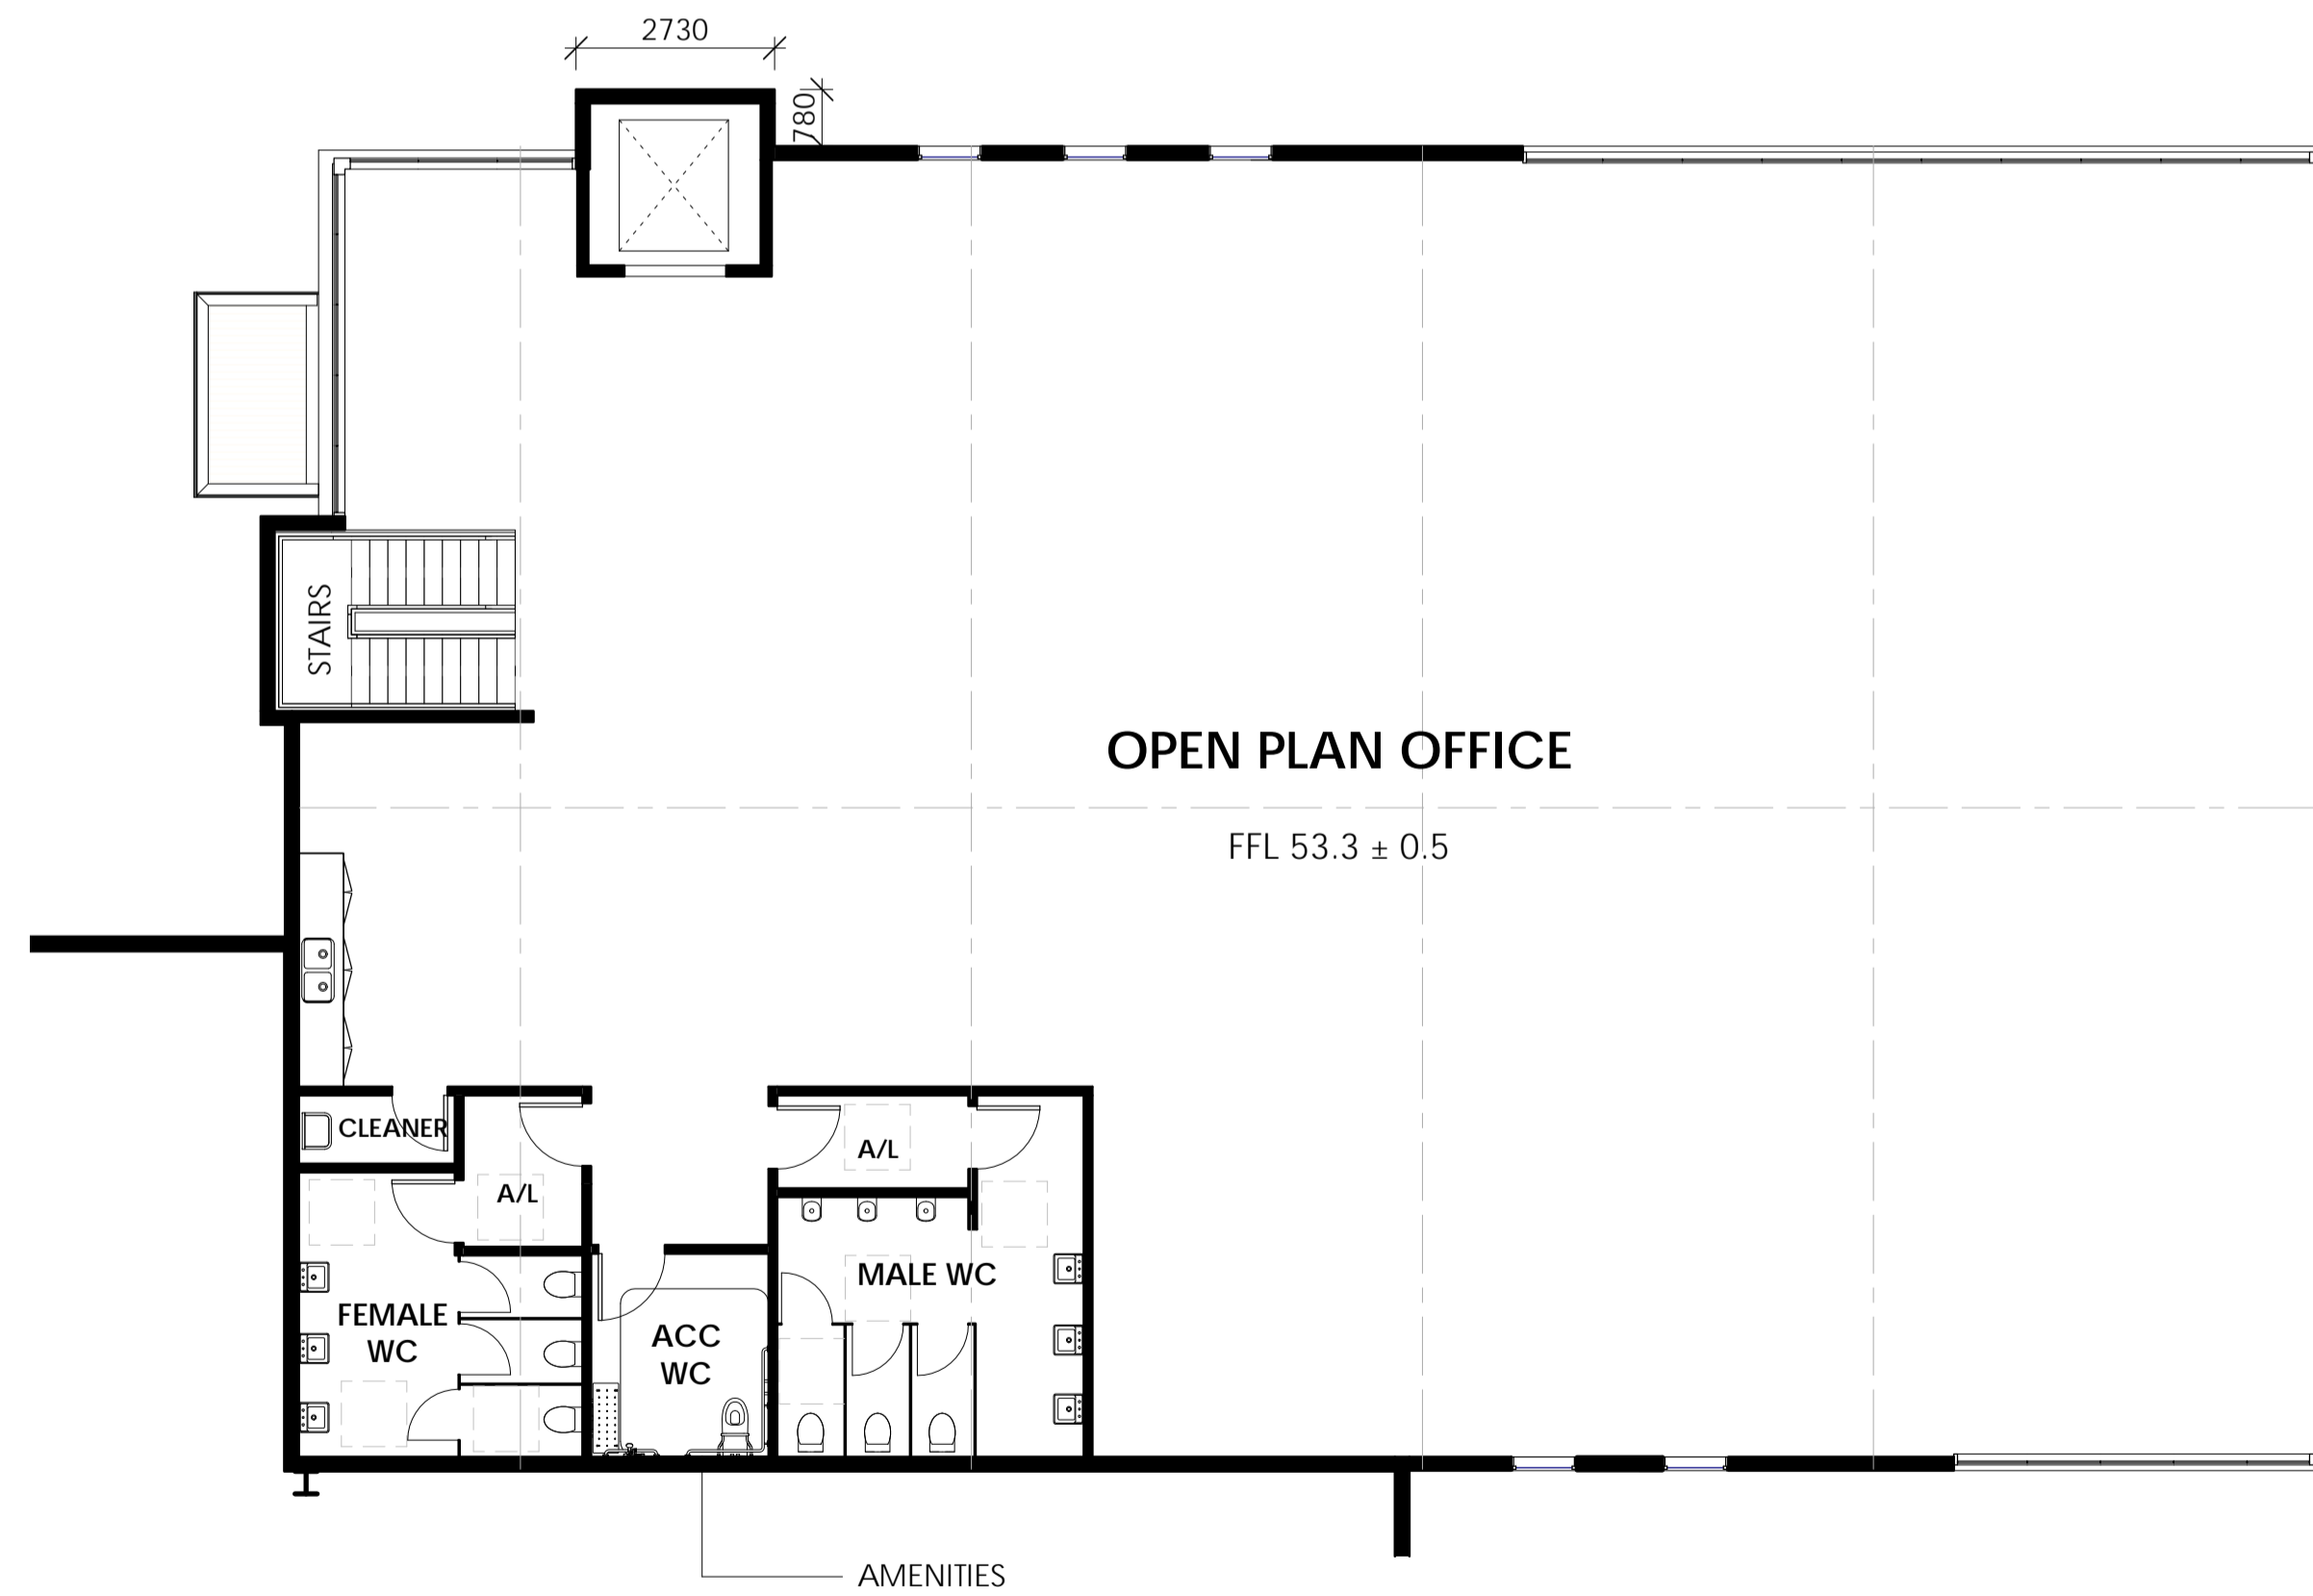 2730
780
STAIRS
OPEN PLAN OFFICE
FFL 53.3 ± 0.5
CLEANER
A/L
A/L
MALE WC
FEMALE
WC
ACC
WC
AMENITIES